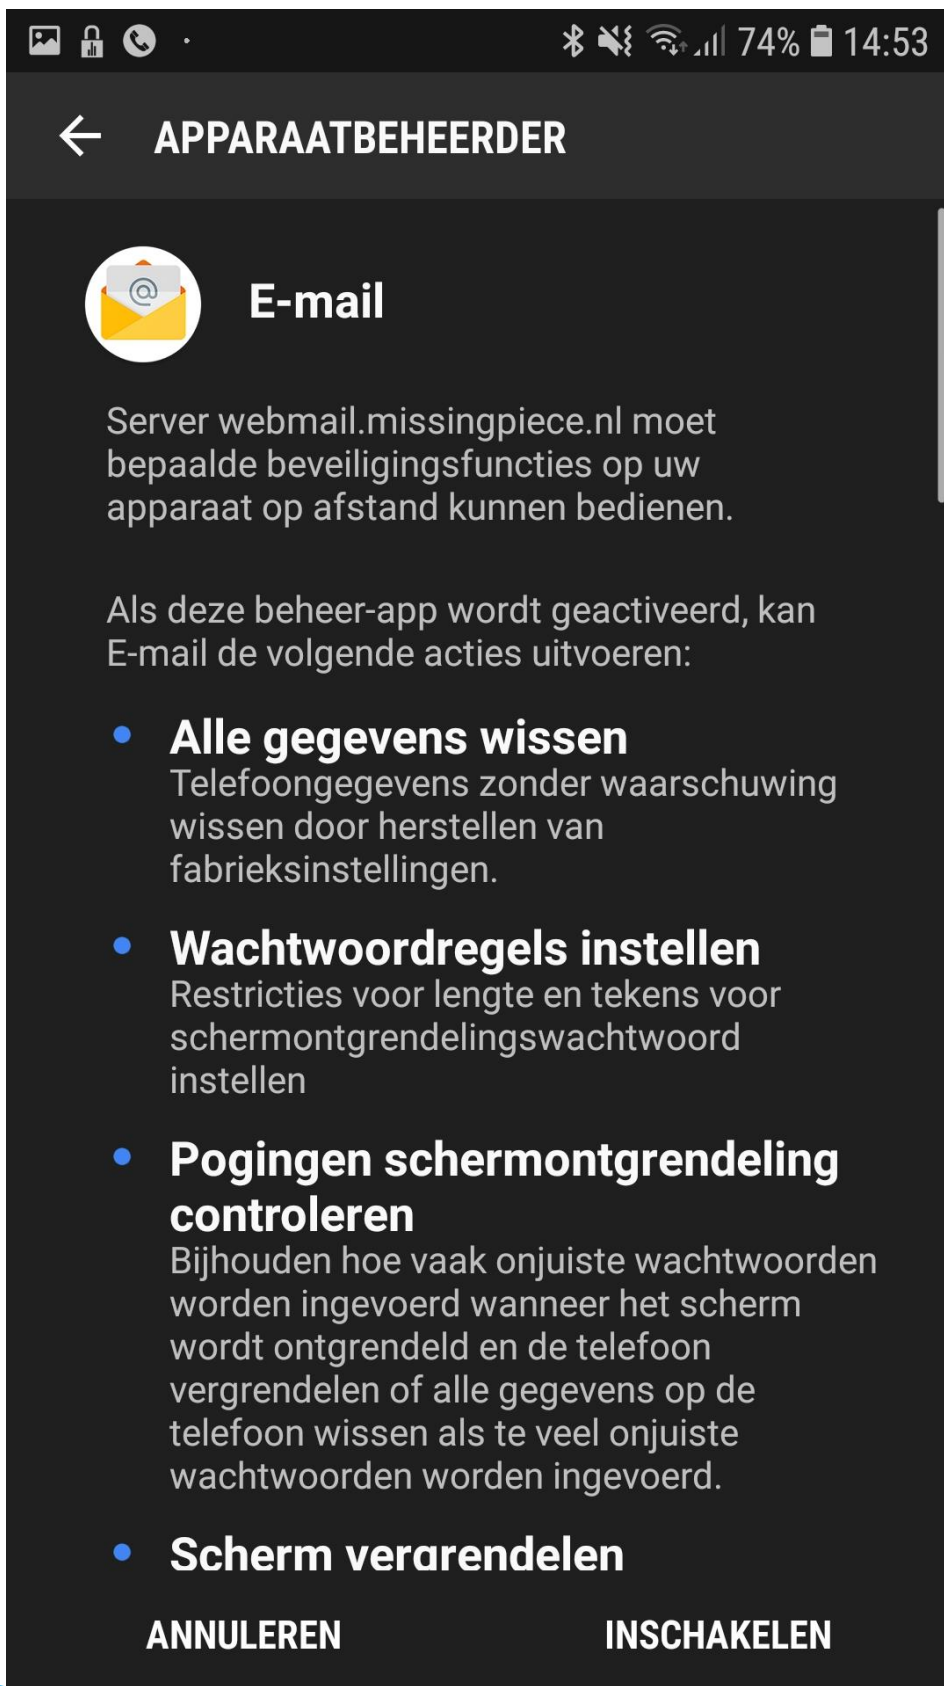 74% 14:53
APPARAATBEHEERDER
E-mail
Server webmail.missingpiece.nl moet
bepaalde beveiligingsfuncties op uw
apparaat op afstand kunnen bedienen.
Als deze beheer-app wordt geactiveerd, kan
E-mail de volgende acties uitvoeren:
Alle gegevens wissen
Telefoongegevens zonder waarschuwing
wissen door herstellen van
fabrieksinstellingen.
Wachtwoordregels instellen
Restricties voor lengte en tekens voor
schermontgrendelingswachtwoord
instellen
Pogingen schermontgrendeling
controleren
Bijhouden hoe vaak onjuiste wachtwoorden
worden ingevoerd wanneer het scherm
wordt ontgrendeld en de telefoon
vergrendelen of alle gegevens op de
telefoon wissen als te veel onjuiste
wachtwoorden worden ingevoerd.
Scherm vergrendelen
ANNULEREN INSCHAKELEN